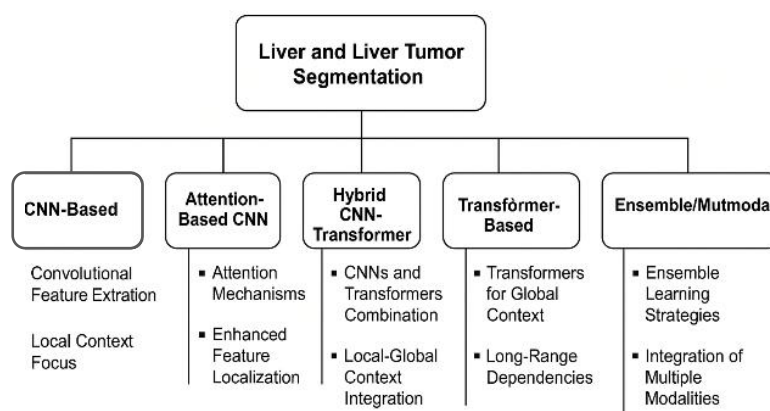 Liver and Liver Tumor
Segmentation
CNN-Based
Attention-
Based CNN
Hybrid
CNN-
Transformer
Transfòrmer-
Based
Ensemble/Mutmoda
Convolutional
Feature Extration
Local Context
Focus
▪ Attention
Mechanisms
▪ Enhanced
Feature
Localization
▪ CNNs and
Transformers
Combination
▪ Local-Global
Context
Integration
▪ Transformers
for Global
Context
▪ Long-Range
Dependencies
▪ Ensemble
Learning
Strategies
▪ Integration of
Multiple
Modalities